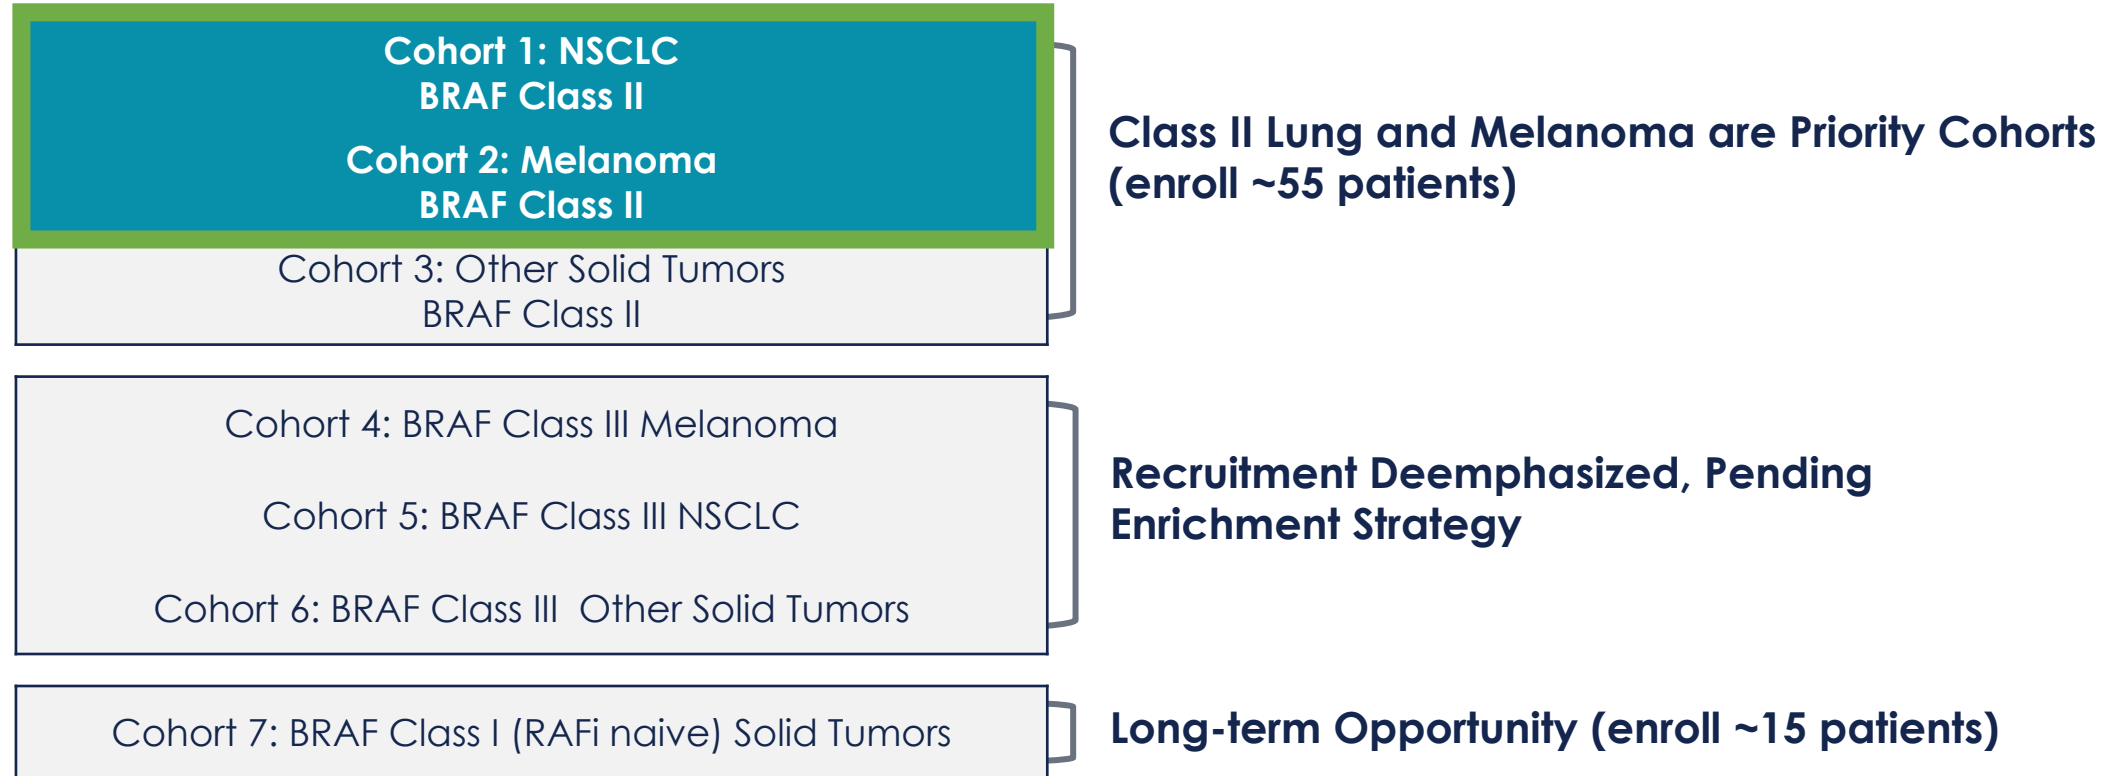 Cohort 1: NSCLC
BRAF Class II
Cohort 2: Melanoma
BRAF Class II
Cohort 3: Other Solid Tumors
BRAF Class II
Class II Lung and Melanoma are Priority Cohorts
(enroll ~55 patients)
Cohort 4: BRAF Class III Melanoma
Cohort 5: BRAF Class III NSCLC
Cohort 6: BRAF Class III Other Solid Tumors
Recruitment Deemphasized, Pending
Enrichment Strategy
Cohort 7: BRAF Class I (RAFi naive) Solid Tumors
Long-term Opportunity (enroll ~15 patients)